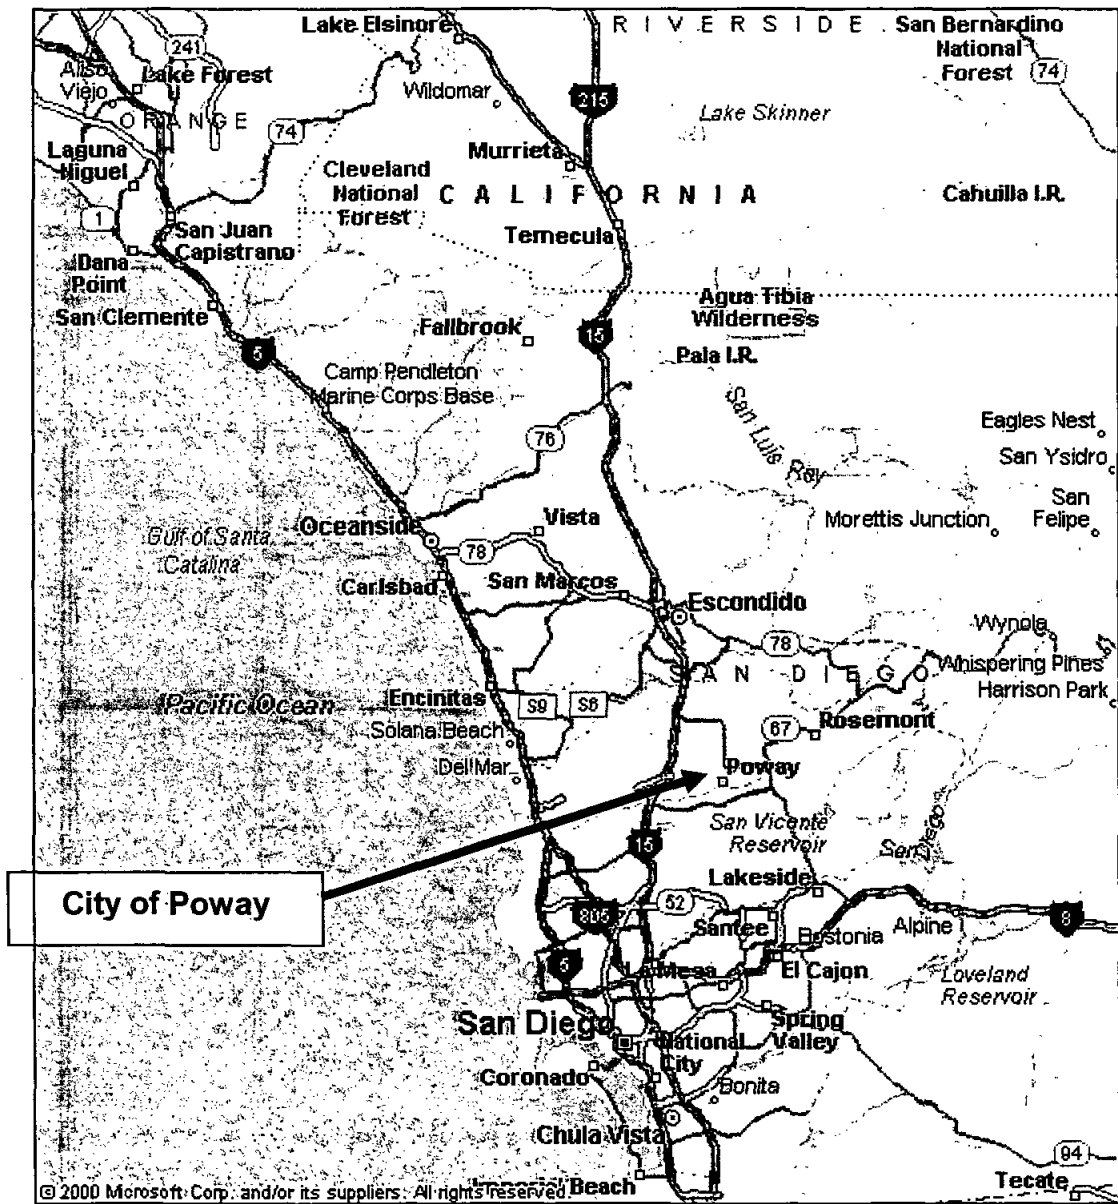 Lake Elsinore
RIVERSIDE
San Bernardino
National
Forest
74
241
Aliso
Viejo
Lake Forest
Wildomar
215
Lake Skinner
ORANGE
74
Laguna
Niguel
Murrieta
Cleveland
National
Forest
CALIFORNIA
Cahuilla I.R.
1
San Juan
Capistrano
Temecula
Dana
Point
San Clemente
Agua Tibia
Wilderness
Fallbrook
15
5
Pala I.R.
Camp Pendleton
Marine Corps Base
San Luis Rey
Eagles Nest
76
San Ysidro
Oceanside
Vista
Morettis Junction
San
Felipe
Gulf of Santa
Catalina
78
Carlsbad
San Marcos
Escondido
Wynola
78
SAN DIEGO
Whispering Pines
Harrison Park
Encinitas
S9
S6
Pacific Ocean
67
Rosemont
Solana Beach
Del Mar
Poway
San Vicente
Reservoir
San Diego
15
Lakeside
City of Poway
805
52
Santee
Bostonia
Alpine
8
5
La Mesa
El Cajon
Loveland
Reservoir
San Diego
National
City
Spring
Valley
Coronado
Bonita
Chula Vista
94
Tecate
Imperial Beach
© 2000 Microsoft Corp. and/or its suppliers. All rights reserved.